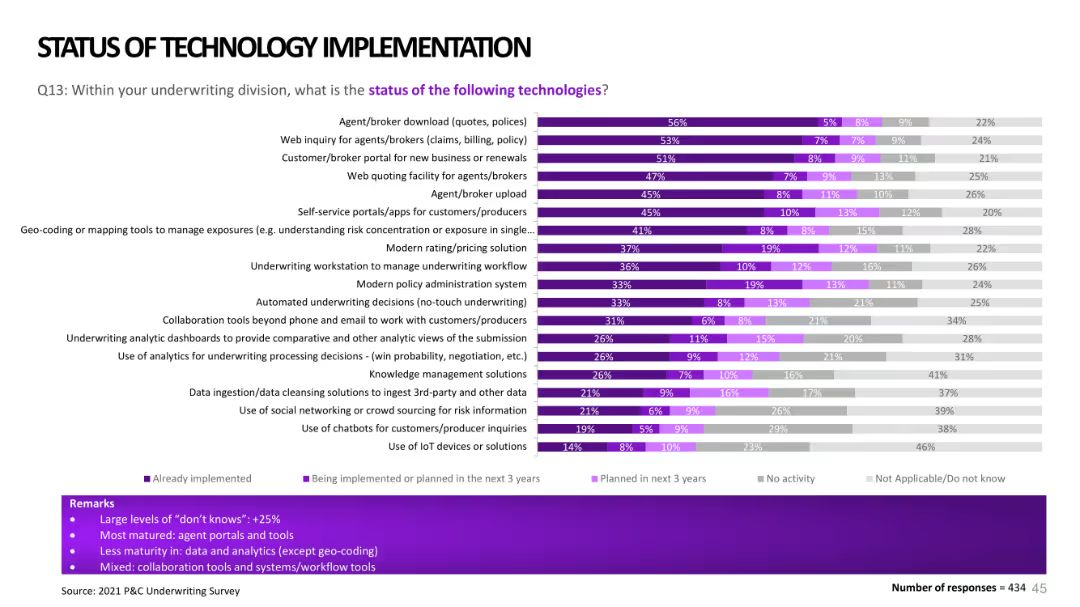 STATUS OF TECHNOLOGY IMPLEMENTATION
Q13: Within your underwriting division, what is the status of the following technologies?
Agent/broker download (quotes, polices) 56% 5% 8% 9% 22%
Web inquiry for agents/brokers (claims, billing, policy) 53% 7% 7% 9% 24%
Customer/broker portal for new business or renewals 51% 8% 9% 11% 21%
Web quoting facility for agents/brokers 47% 7% 9% 13% 25%
Agent/broker upload 45% 8% 11% 10% 26%
Self-service portals/apps for customers/producers 45% 10% 13% 12% 20%
Geo-coding or mapping tools to manage exposures (e.g. understanding risk concentration or exposure in single... 41% 8% 8% 15% 28%
Modern rating/pricing solution 37% 19% 12% 11% 22%
Underwriting workstation to manage underwriting workflow 36% 10% 12% 16% 26%
Modern policy administration system 33% 19% 13% 11% 24%
Automated underwriting decisions (no-touch underwriting) 33% 8% 13% 21% 25%
Collaboration tools beyond phone and email to work with customers/producers 31% 6% 8% 21% 34%
Underwriting analytic dashboards to provide comparative and other analytic views of the submission 26% 11% 15% 20% 28%
Use of analytics for underwriting processing decisions - (win probability, negotiation, etc.) 26% 9% 12% 21% 31%
Knowledge management solutions 26% 7% 10% 16% 41%
Data ingestion/data cleansing solutions to ingest 3rd-party and other data 21% 9% 16% 17% 37%
Use of social networking or crowd sourcing for risk information 21% 6% 9% 26% 39%
Use of chatbots for customers/producer inquiries 19% 5% 9% 29% 38%
Use of IoT devices or solutions 14% 8% 10% 23% 46%
Already implemented Being implemented or planned in the next 3 years Planned in next 3 years No activity Not Applicable/Do not know
Remarks
• Large levels of “don’t knows”: +25%
• Most matured: agent portals and tools
• Less maturity in: data and analytics (except geo-coding)
• Mixed: collaboration tools and systems/workflow tools
Source: 2021 P&C Underwriting Survey
Number of responses = 434 45